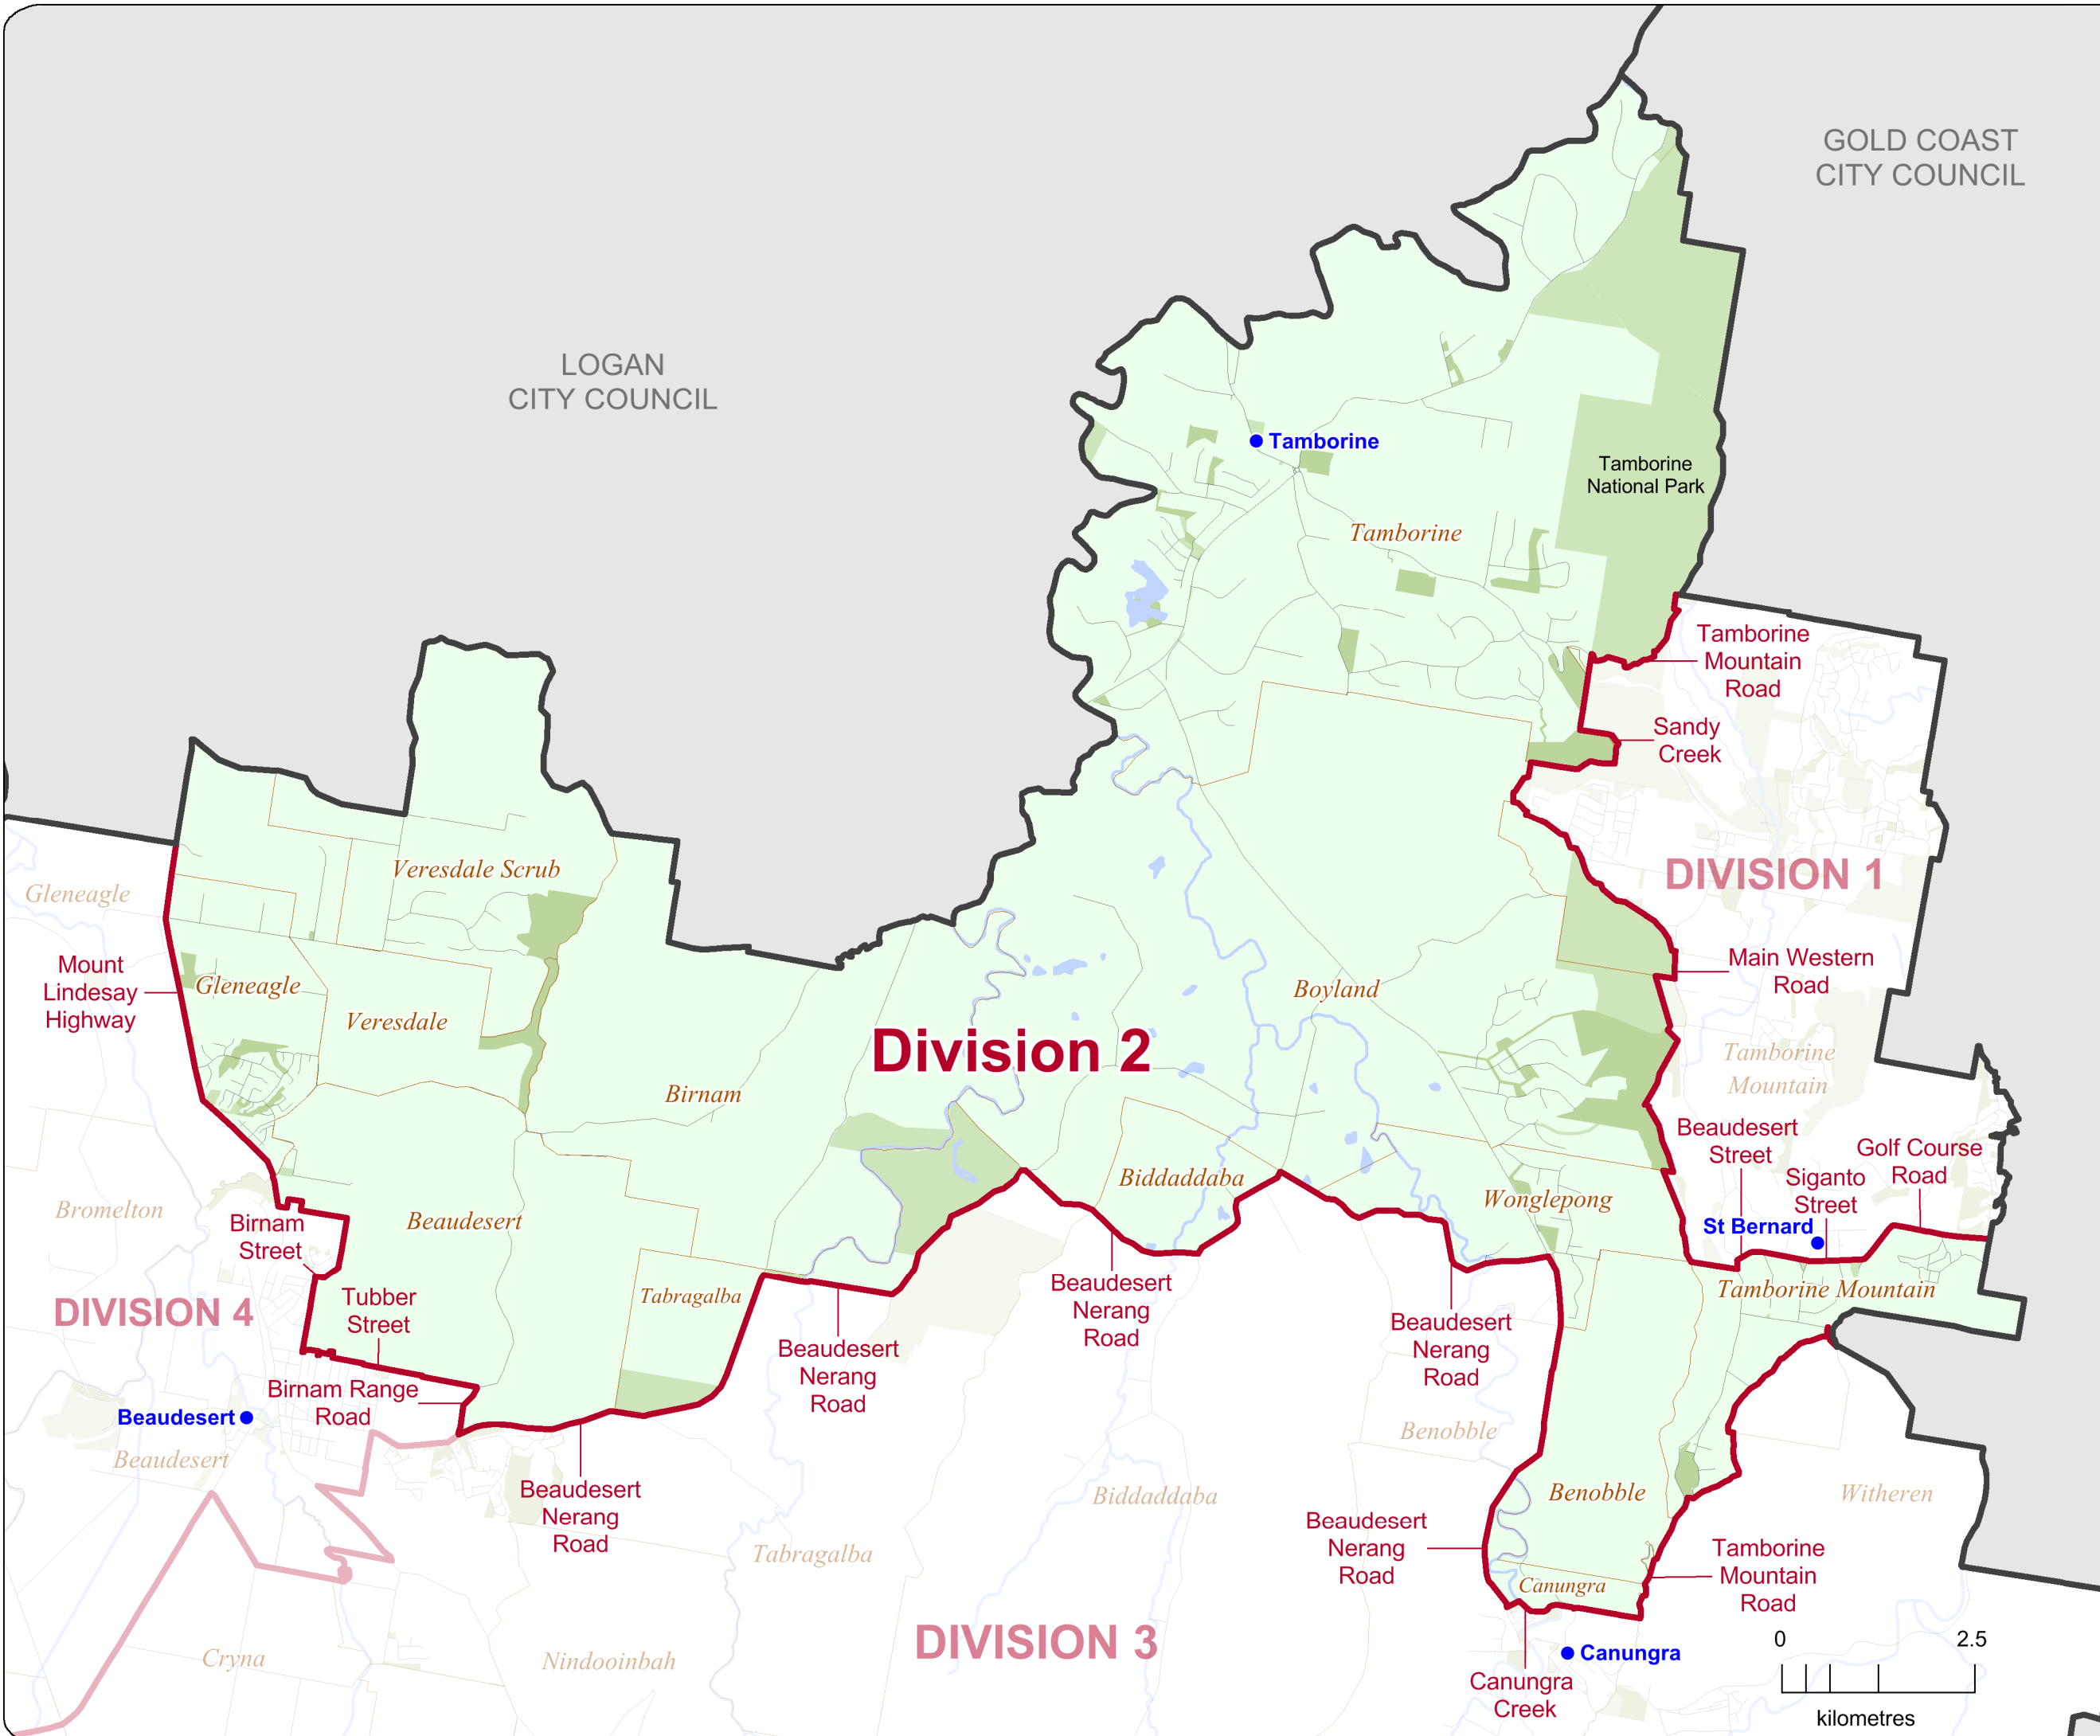 GOLD COAST
CITY COUNCIL
LOGAN
CITY COUNCIL
Tamborine
Tamborine
National Park
Tamborine
Tamborine
Mountain
Road
Sandy
Creek
Veresdale Scrub
Gleneagle
DIVISION 1
Mount
Lindesay
Highway
Gleneagle
Veresdale
Boyland
Main Western
Road
Division 2
Tamborine
Mountain
Birnam
Beaudesert
Street
Golf Course
Road
Siganto
Street
Biddaddaba
Wonglepong
St Bernard
Bromelton
Birnam
Street
Beaudesert
Tamborine Mountain
Tabragalba
DIVISION 4
Tubber
Street
Beaudesert
Nerang
Road
Beaudesert
Nerang
Road
Beaudesert
Nerang
Road
Birnam Range
Road
Beaudesert
Beaudesert
Benobble
Beaudesert
Nerang
Road
Biddaddaba
Benobble
Witheren
Beaudesert
Nerang
Road
Tabragalba
Tamborine
Mountain
Road
Canungra
Cryna
Nindooinbah
DIVISION 3
Canungra
Canungra
Creek
0 2.5
kilometres